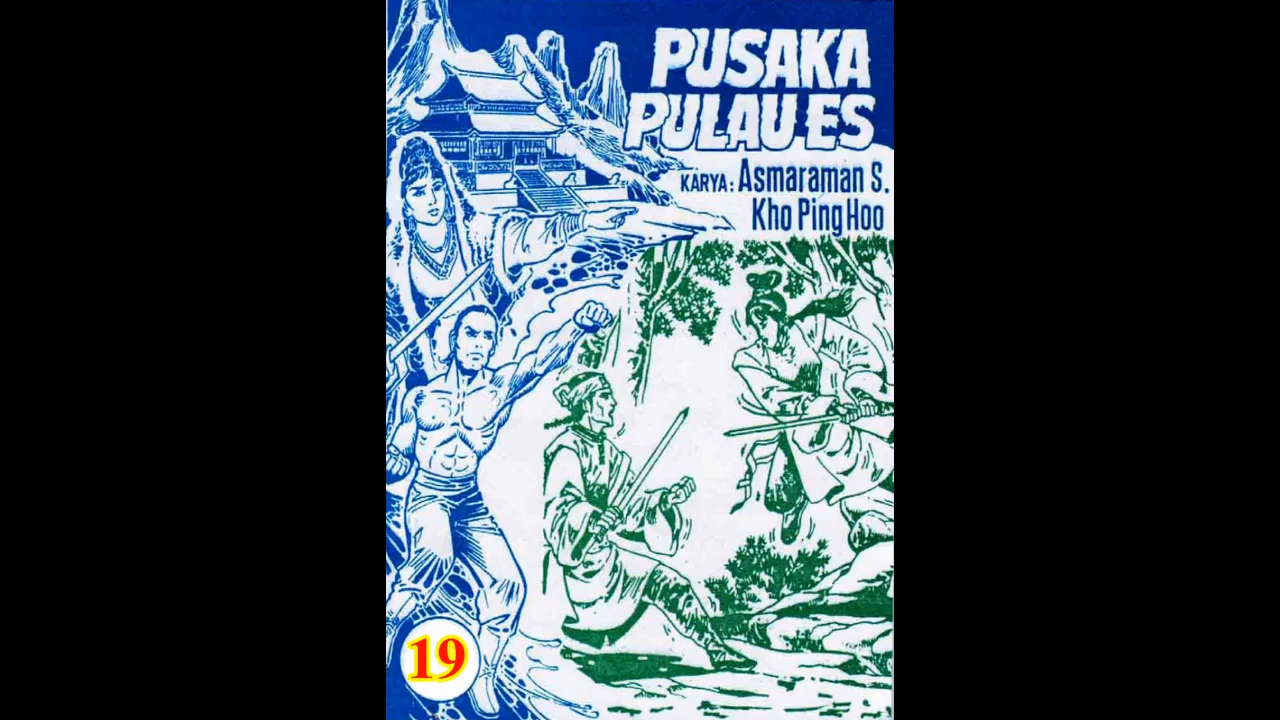 PUSAKA
PULAU ES
KARYA: Asmaraman S.
Kho Ping Hoo
19